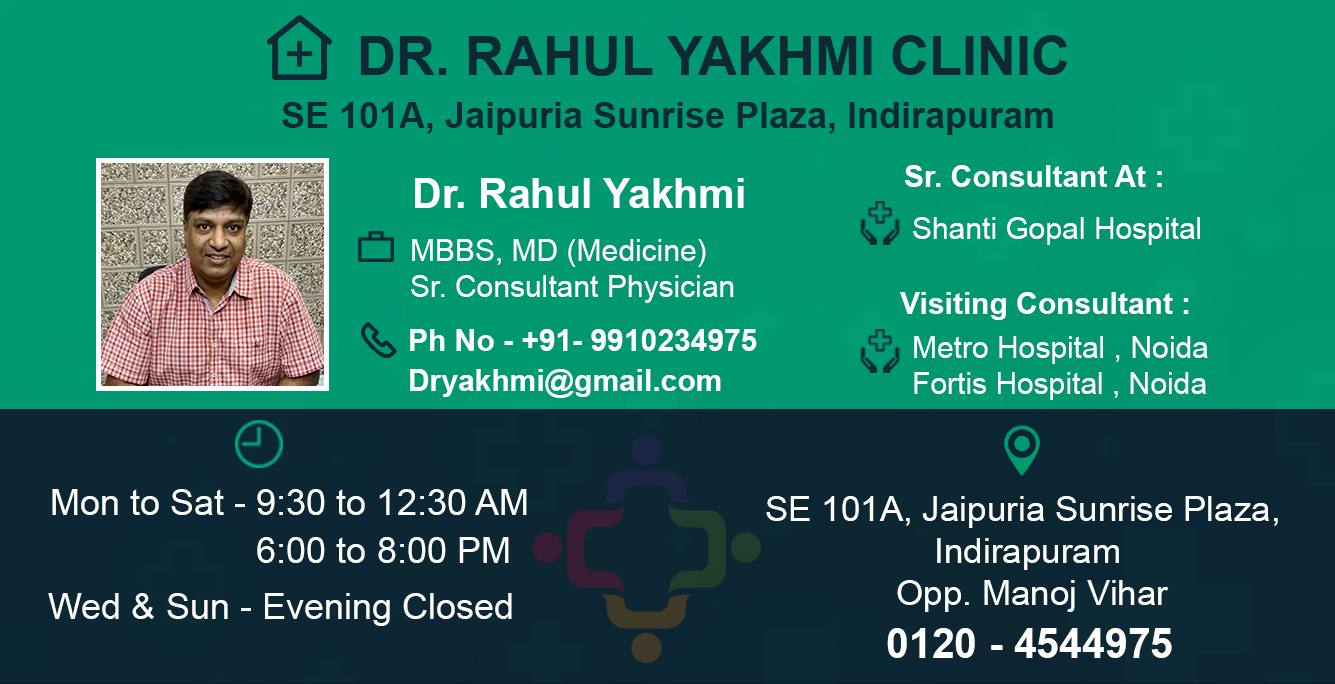 DR. RAHUL YAKHMI CLINIC
SE 101A, Jaipuria Sunrise Plaza, Indirapuram
Dr. Rahul Yakhmi
MBBS, MD (Medicine)
Sr. Consultant Physician
Ph No - +91- 9910234975
Dryakhmi@gmail.com
Sr. Consultant At :
Shanti Gopal Hospital
Visiting Consultant :
Metro Hospital , Noida
Fortis Hospital , Noida
Mon to Sat - 9:30 to 12:30 AM
6:00 to 8:00 PM
Wed & Sun - Evening Closed
SE 101A, Jaipuria Sunrise Plaza,
Indirapuram
Opp. Manoj Vihar
0120 - 4544975